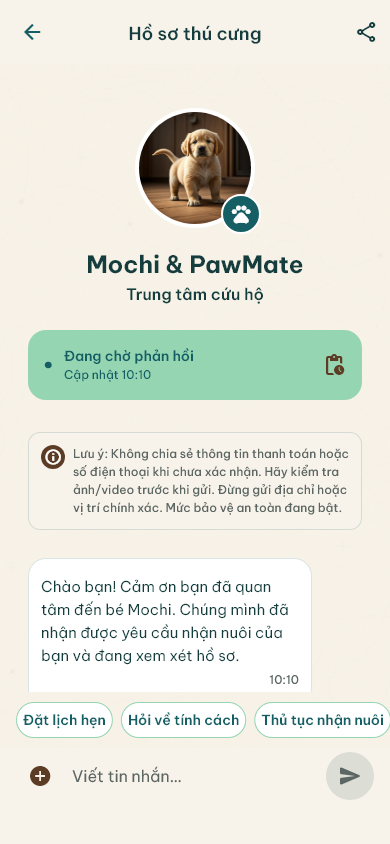 Hồ sơ thú cưng
Mochi & PawMate
Trung tâm cứu hộ
Đang chờ phản hồi
Cập nhật 10:10
Lưu ý: Không chia sẻ thông tin thanh toán hoặc
số điện thoại khi chưa xác nhận. Hãy kiểm tra
ảnh/video trước khi gửi. Đừng gửi địa chỉ hoặc
vị trí chính xác. Mức bảo vệ an toàn đang bật.
Chào bạn! Cảm ơn bạn đã quan
tâm đến bé Mochi. Chúng mình đã
nhận được yêu cầu nhận nuôi của
bạn và đang xem xét hồ sơ.
10:10
Đặt lịch hẹn Hỏi về tính cách Thủ tục nhận nuôi
Viết tin nhắn...